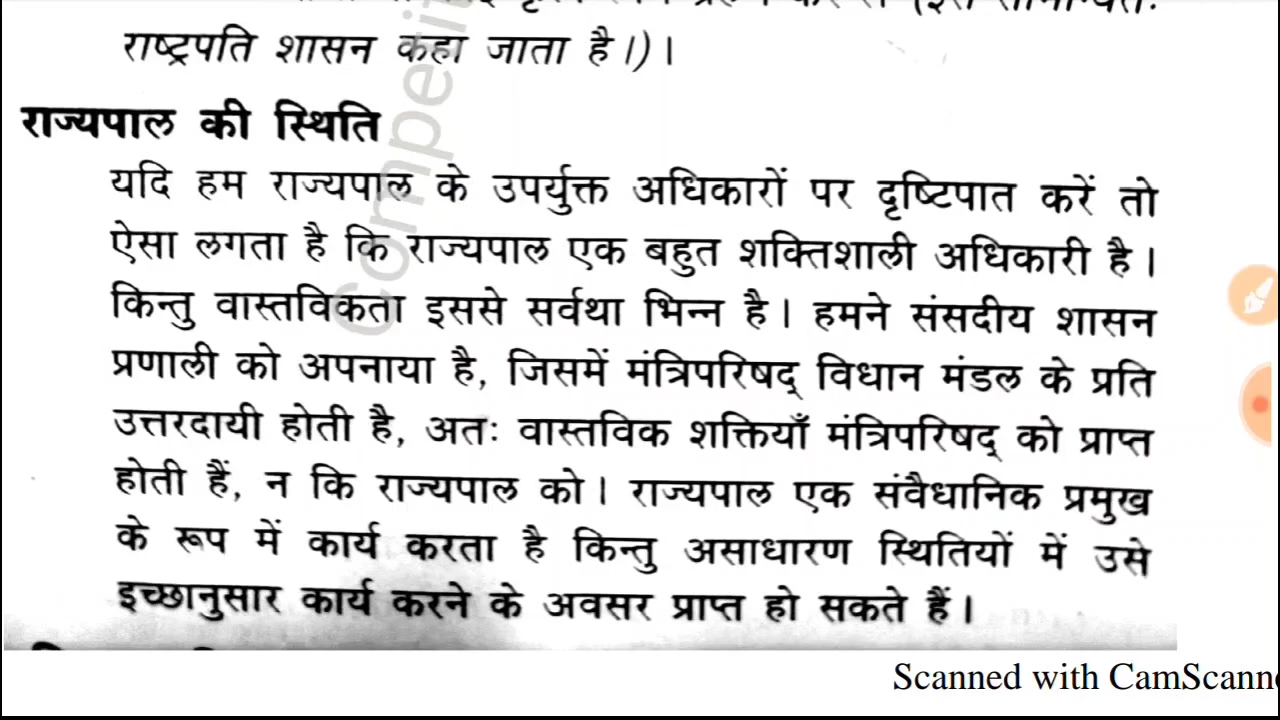 राष्ट्रपति शासन कहा जाता है।)।
राज्यपाल की स्थिति
यदि हम राज्यपाल के उपर्युक्त अधिकारों पर दृष्टिपात करें तो
ऐसा लगता है कि राज्यपाल एक बहुत शक्तिशाली अधिकारी है।
किन्तु वास्तविकता इससे सर्वथा भिन्न है। हमने संसदीय शासन
प्रणाली को अपनाया है, जिसमें मंत्रिपरिषद् विधान मंडल के प्रति
उत्तरदायी होती है, अतः वास्तविक शक्तियाँ मंत्रिपरिषद् को प्राप्त
होती हैं, न कि राज्यपाल को। राज्यपाल एक संवैधानिक प्रमुख
के रूप में कार्य करता है किन्तु असाधारण स्थितियों में उसे
इच्छानुसार कार्य करने के अवसर प्राप्त हो सकते हैं।
Scanned with CamScann